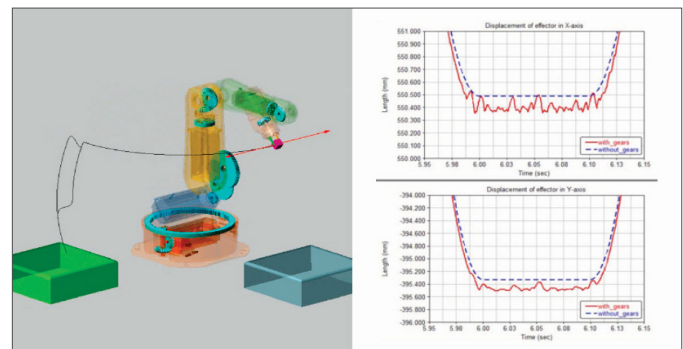 Displacement of effector in X-axis
551.000
550.900
550.800
550.700
550.600
550.500
550.400
550.300
550.200
550.100
550.000
Length (mm)
5.95 5.98 6.00 6.03 6.05 6.08 6.10 6.13 6.15
Time (sec)
with_gears
without_gears
Displacement of effector in Y-axis
-394.000
-394.200
-394.400
-394.600
-394.800
-395.000
-395.200
-395.400
-395.600
-395.800
-396.000
Length (mm)
5.95 5.98 6.00 6.03 6.05 6.08 6.10 6.13 6.15
Time (sec)
with_gears
without_gears